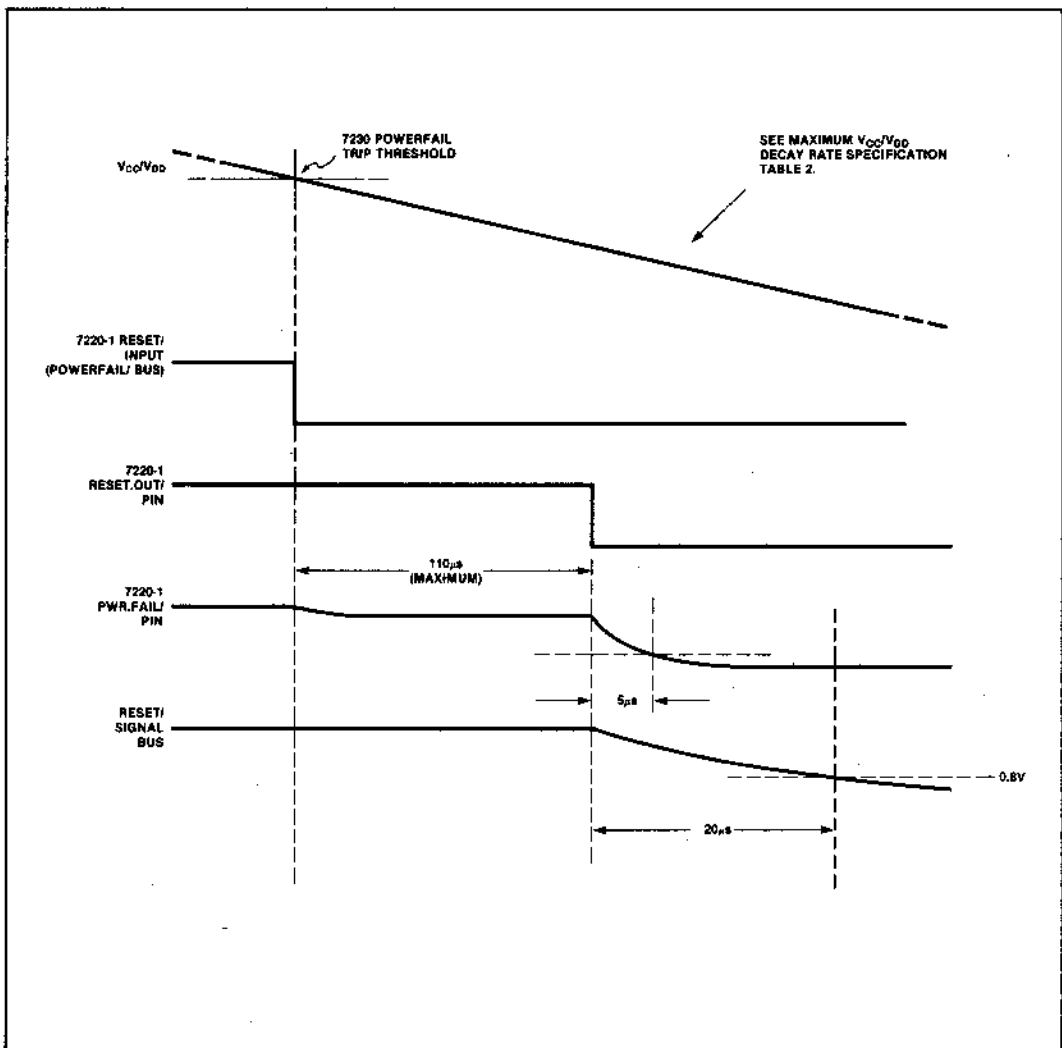 7230 POWERFAIL
TRIP THRESHOLD
SEE MAXIMUM VCC/VDD
DECAY RATE SPECIFICATION
TABLE 2.
VCC/VDD
7220-1 RESET/
INPUT
(POWERFAIL/ BUS)
7220-1
RESET.OUT/
PIN
110μs
(MAXIMUM)
7220-1
PWR.FAIL/
PIN
5μs
RESET/
SIGNAL
BUS
0.8V
20μs